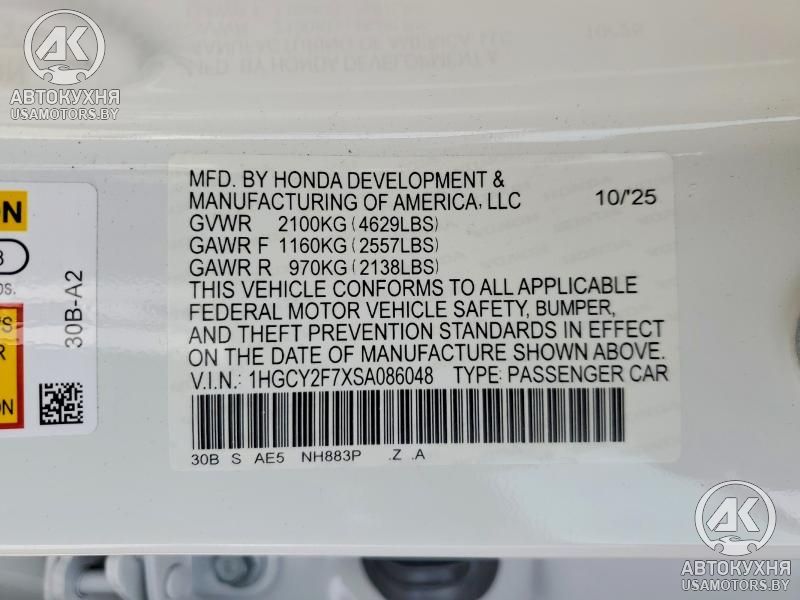 АВТОКУХНЯ
USAMOTORS.BY
MFD. BY HONDA DEVELOPMENT &
MANUFACTURING OF AMERICA, LLC 10/'25
GVWR 2100KG (4629LBS)
GAWR F 1160KG (2557LBS)
GAWR R 970KG (2138LBS)
THIS VEHICLE CONFORMS TO ALL APPLICABLE
FEDERAL MOTOR VEHICLE SAFETY, BUMPER,
AND THEFT PREVENTION STANDARDS IN EFFECT
ON THE DATE OF MANUFACTURE SHOWN ABOVE.
V.I.N.: 1HGCY2F7XSA086048 TYPE: PASSENGER CAR
30B S AE5 NH883P .Z .A
30B-A2
АВТОКУХНЯ
USAMOTORS.BY